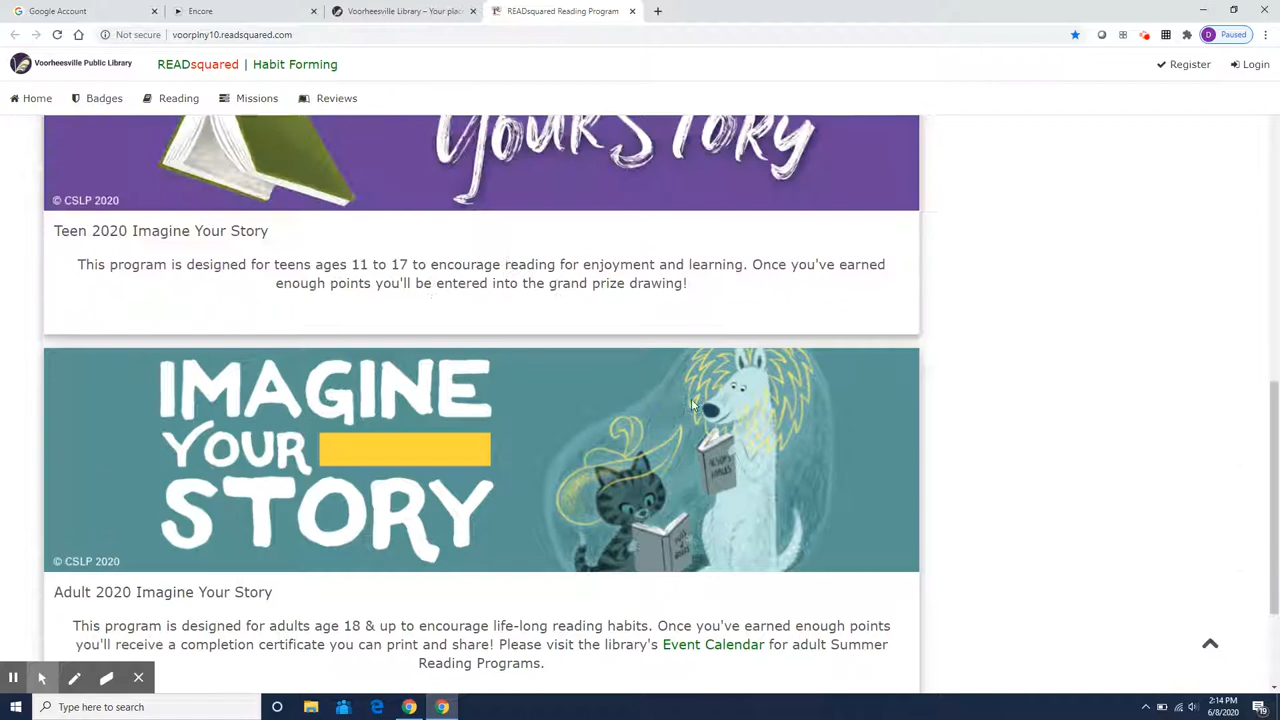 Google Account
Encore
Voorheesville Library – Your plac
READsquared Reading Program
Not secure
voorplny10.readsquared.com
D Paused
Voorheesville Public Library
READsquared | Habit Forming
Register
Login
Home
Badges
Reading
Missions
Reviews
YOUR STORY
© CSLP 2020
Teen 2020 Imagine Your Story
This program is designed for teens ages 11 to 17 to encourage reading for enjoyment and learning. Once you've earned
enough points you'll be entered into the grand prize drawing!
IMAGINE
YOUR
STORY
© CSLP 2020
Adult 2020 Imagine Your Story
This program is designed for adults age 18 & up to encourage life-long reading habits. Once you've earned enough points
you'll receive a completion certificate you can print and share! Please visit the library's Event Calendar for adult Summer
Reading Programs.
Type here to search
2:14 PM
6/8/2020